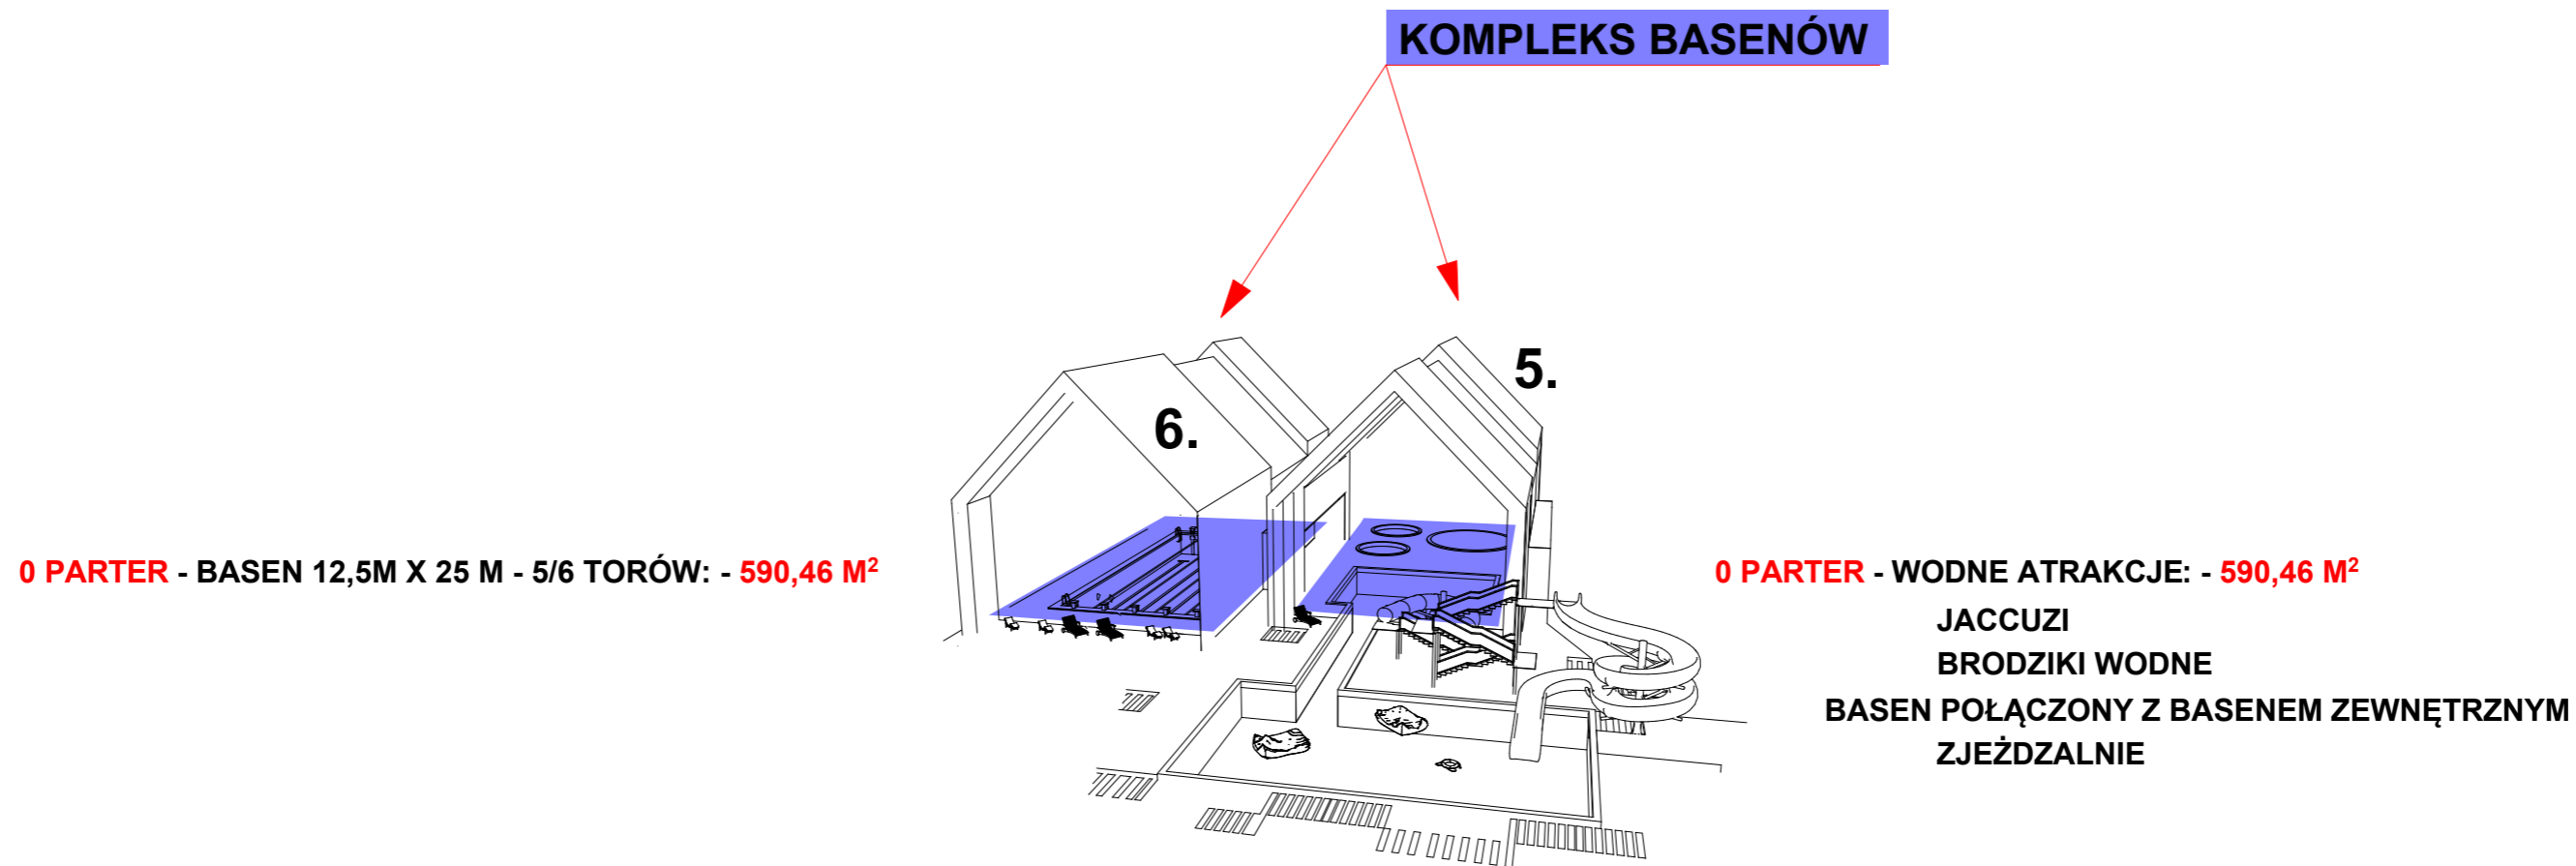 KOMPLEKS BASENÓW
5.
6.
0 PARTER - BASEN 12,5M X 25 M - 5/6 TORÓW: - 590,46 M²
0 PARTER - WODNE ATRAKCJE: - 590,46 M²
JACCUZI
BRODZIKI WODNE
BASEN POŁĄCZONY Z BASENEM ZEWNĘTRZNYM
ZJEŻDZALNIE